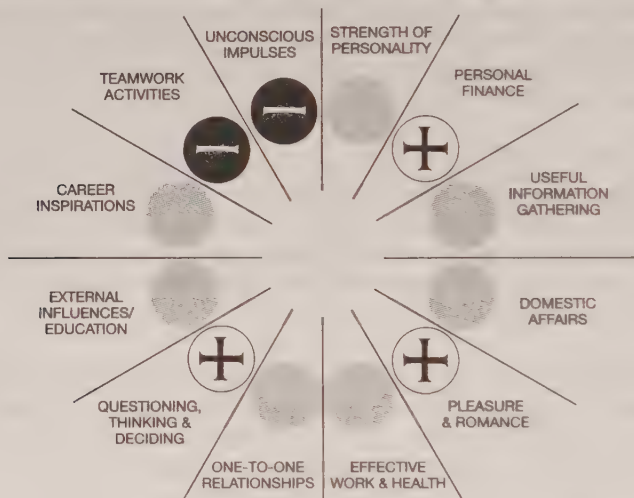 UNCONSCIOUS
IMPULSES
STRENGTH OF
PERSONALITY
PERSONAL
FINANCE
USEFUL
INFORMATION
GATHERING
DOMESTIC
AFFAIRS
PLEASURE
& ROMANCE
EFFECTIVE
WORK & HEALTH
ONE-TO-ONE
RELATIONSHIPS
QUESTIONING,
THINKING &
DECIDING
EXTERNAL
INFLUENCES/
EDUCATION
CAREER
INSPIRATIONS
TEAMWORK
ACTIVITIES